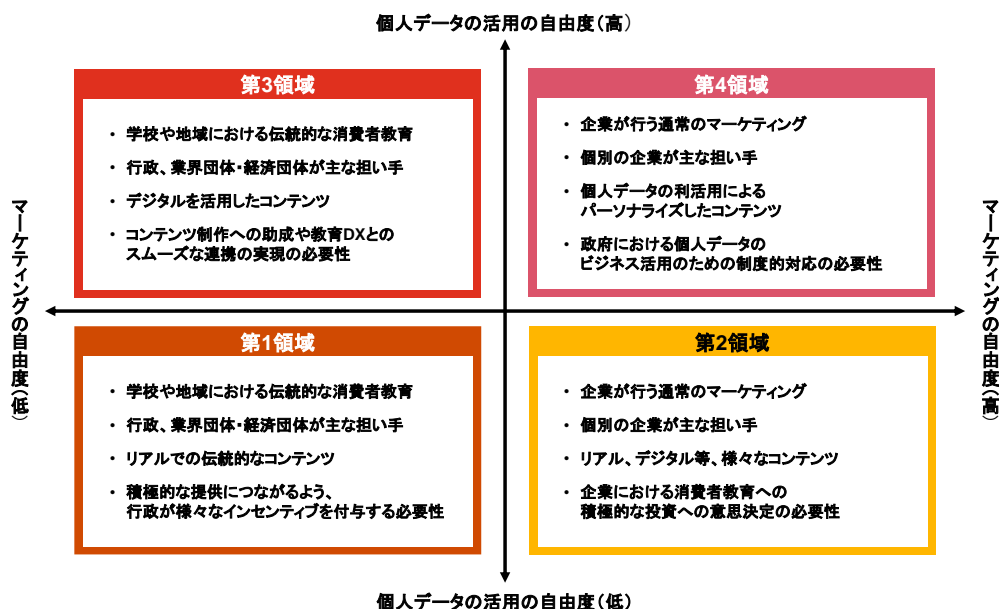 個人データの活用の自由度（高）
第3領域
・ 学校や地域における伝統的な消費者教育
・ 行政、業界団体・経済団体が主な担い手
・ デジタルを活用したコンテンツ
・ コンテンツ制作への助成や教育DXとの
スムーズな連携の実現の必要性
第4領域
・ 企業が行う通常のマーケティング
・ 個別の企業が主な担い手
・ 個人データの利活用による
パーソナライズしたコンテンツ
・ 政府における個人データの
ビジネス活用のための制度的対応の必要性
マーケティングの自由度（低）
マーケティングの自由度（高）
第1領域
・ 学校や地域における伝統的な消費者教育
・ 行政、業界団体・経済団体が主な担い手
・ リアルでの伝統的なコンテンツ
・ 積極的な提供につながるよう、
行政が様々なインセンティブを付与する必要性
第2領域
・ 企業が行う通常のマーケティング
・ 個別の企業が主な担い手
・ リアル、デジタル等、様々なコンテンツ
・ 企業における消費者教育への
積極的な投資への意思決定の必要性
個人データの活用の自由度（低）